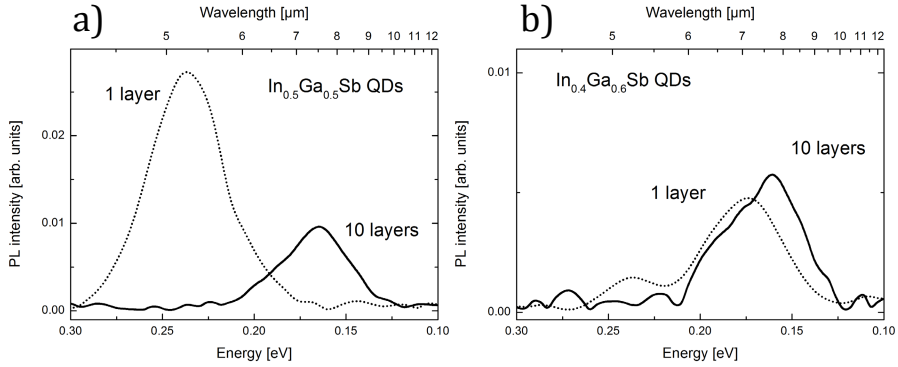 a)
Wavelength [µm]
5 6 7 8 9 10 11 12
In0.5Ga0.5Sb QDs
1 layer
10 layers
PL intensity [arb. units]
0.02
0.01
0.00
0.30 0.25 0.20 0.15 0.10
Energy [eV]
b)
Wavelength [µm]
5 6 7 8 9 10 11 12
In0.4Ga0.6Sb QDs
10 layers
1 layer
PL intensity [arb. units]
0.01
0.00
0.30 0.25 0.20 0.15 0.10
Energy [eV]